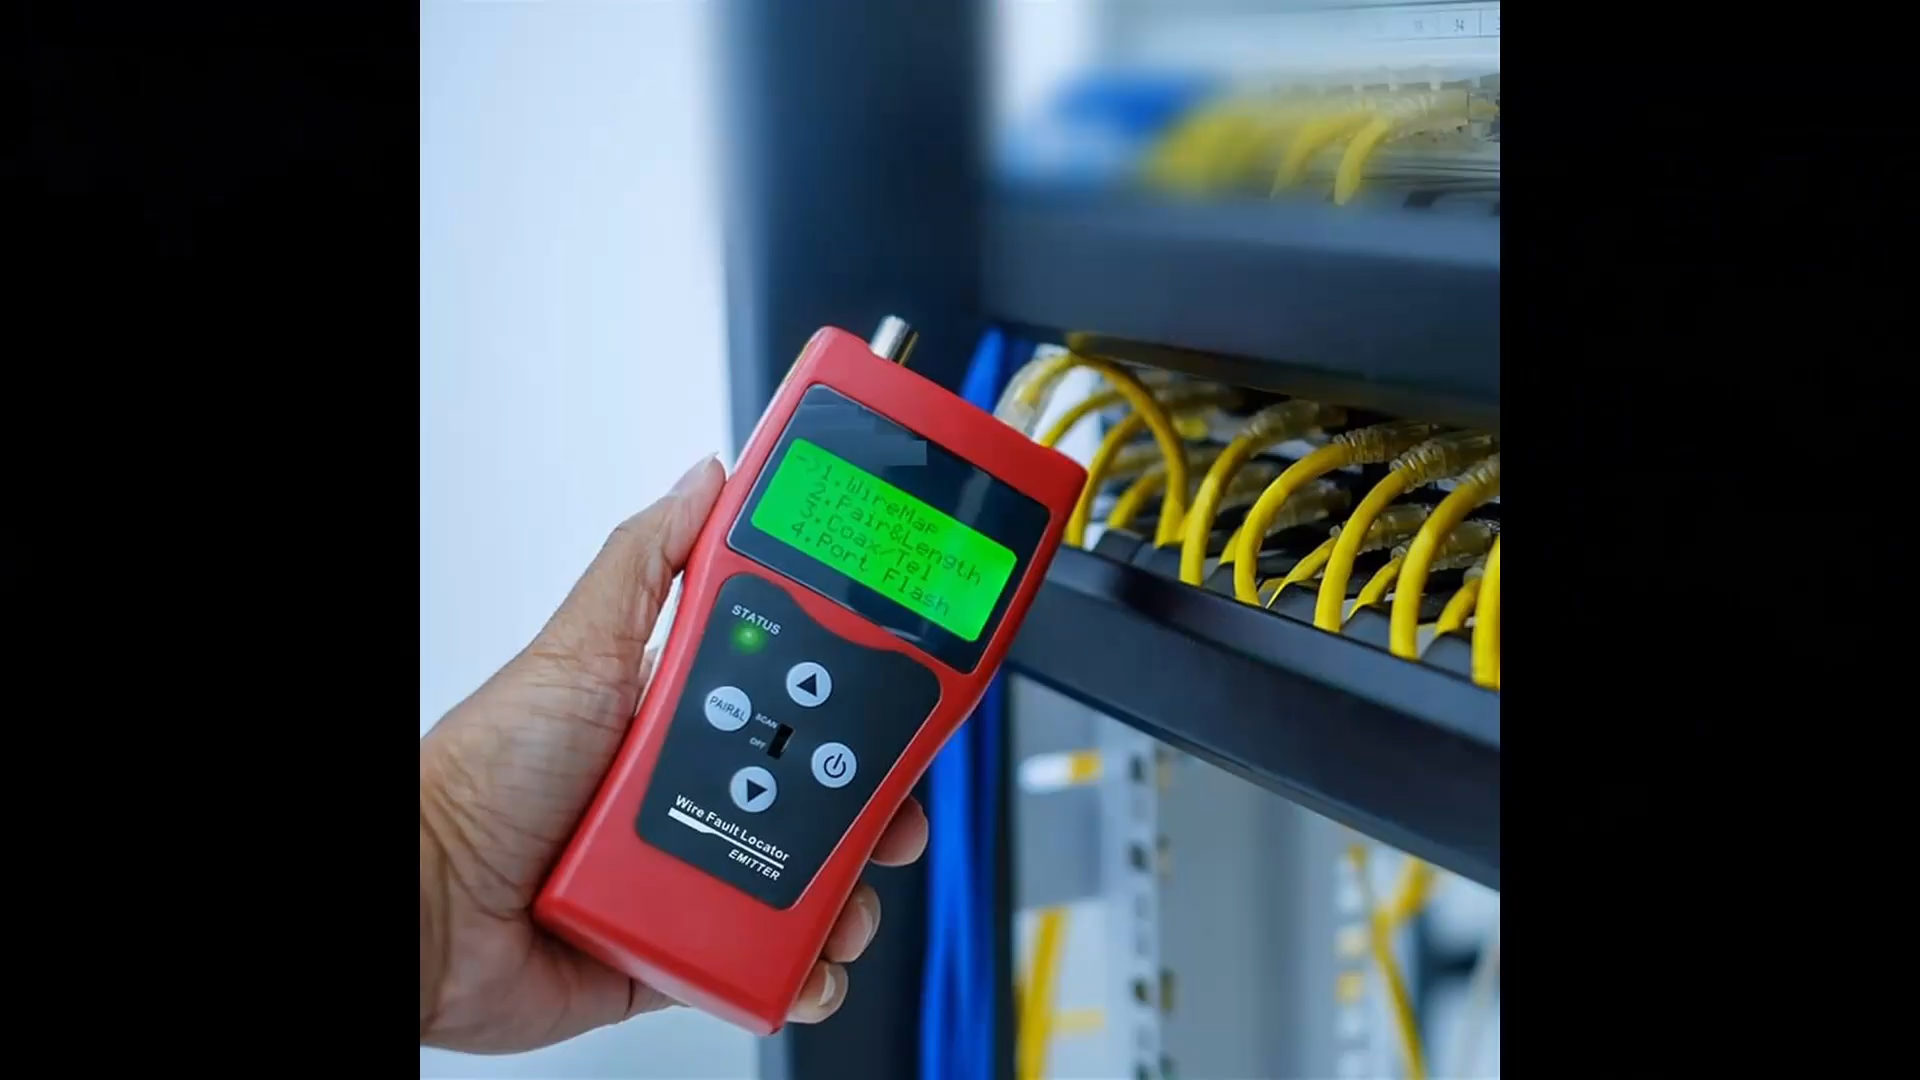 ->1.WireMap
2.Pair&Length
3.Coax/Tel
4.Port Flash
STATUS
PAIR&L
SCAN
OFF
Wire Fault Locator
EMITTER